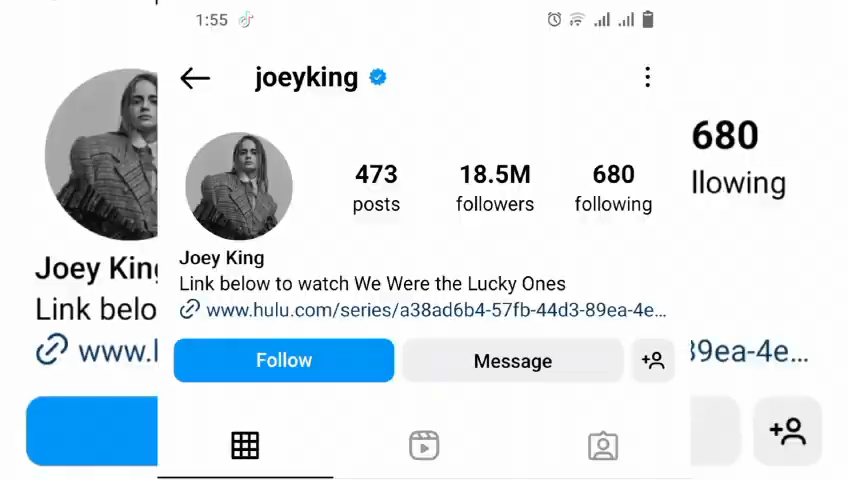 1:55
joeyking
473 18.5M 680
posts followers following
Joey King
Link below to watch We Were the Lucky Ones
www.hulu.com/series/a38ad6b4-57fb-44d3-89ea-4e...
Follow Message
680
llowing
Joey King
Link belo
www.l
39ea-4e...